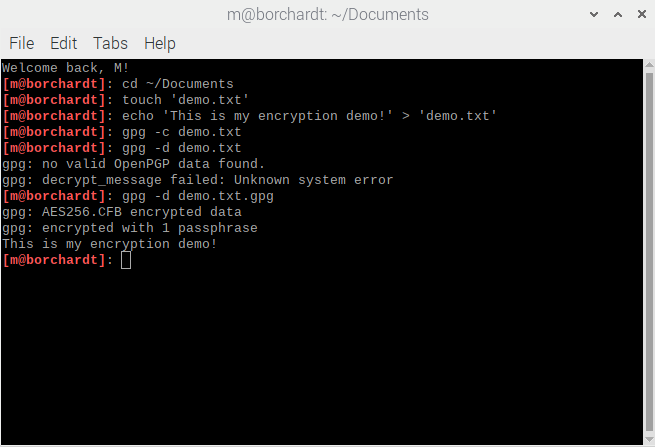 m@borchardt: ~/Documents
File Edit Tabs Help
Welcome back, M!
[m@borchardt]: cd ~/Documents
[m@borchardt]: touch 'demo.txt'
[m@borchardt]: echo 'This is my encryption demo!' > 'demo.txt'
[m@borchardt]: gpg -c demo.txt
[m@borchardt]: gpg -d demo.txt
gpg: no valid OpenPGP data found.
gpg: decrypt_message failed: Unknown system error
[m@borchardt]: gpg -d demo.txt.gpg
gpg: AES256.CFB encrypted data
gpg: encrypted with 1 passphrase
This is my encryption demo!
[m@borchardt]: